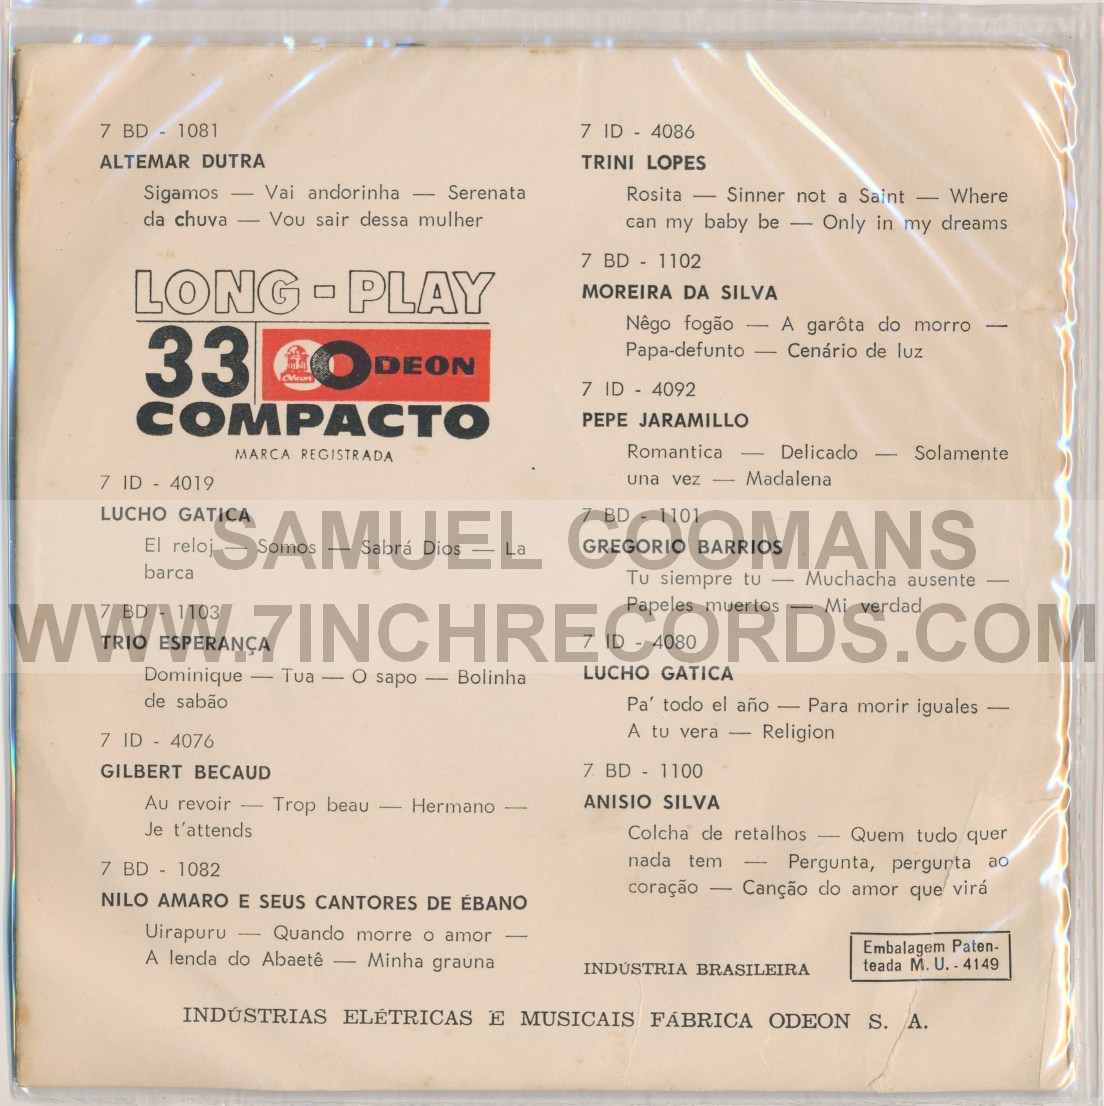 7 BD - 1081
ALTEMAR DUTRA
Sigamos — Vai andorinha — Serenata
da chuva — Vou sair dessa mulher
LONG-PLAY
33 ODEON
Odeon
COMPACTO
MARCA REGISTRADA
7 ID - 4019
LUCHO GATICA
El reloj — Somos — Sabrá Dios — La
barca
7 BD - 1103
TRIO ESPERANÇA
Dominique — Tua — O sapo — Bolinha
de sabão
7 ID - 4076
GILBERT BECAUD
Au revoir — Trop beau — Hermano —
Je t'attends
7 BD - 1082
NILO AMARO E SEUS CANTORES DE ÉBANO
Uirapuru — Quando morre o amor —
A lenda do Abaetê — Minha grauna
7 ID - 4086
TRINI LOPES
Rosita — Sinner not a Saint — Where
can my baby be — Only in my dreams
7 BD - 1102
MOREIRA DA SILVA
Nêgo fogão — A garôta do morro —
Papa-defunto — Cenário de luz
7 ID - 4092
PEPE JARAMILLO
Romantica — Delicado — Solamente
una vez — Madalena
7 BD - 1101
GREGORIO BARRIOS
Tu siempre tu — Muchacha ausente —
Papeles muertos — Mi verdad
7 ID - 4080
LUCHO GATICA
Pa' todo el año — Para morir iguales —
A tu vera — Religion
7 BD - 1100
ANISIO SILVA
Colcha de retalhos — Quem tudo quer
nada tem — Pergunta, pergunta ao
coração — Canção do amor que virá
INDÚSTRIA BRASILEIRA
Embalagem Paten-
teada M. U. - 4149
INDÚSTRIAS ELÉTRICAS E MUSICAIS FÁBRICA ODEON S. A.
SAMUEL COOMANS
WWW.7INCHRECORDS.COM